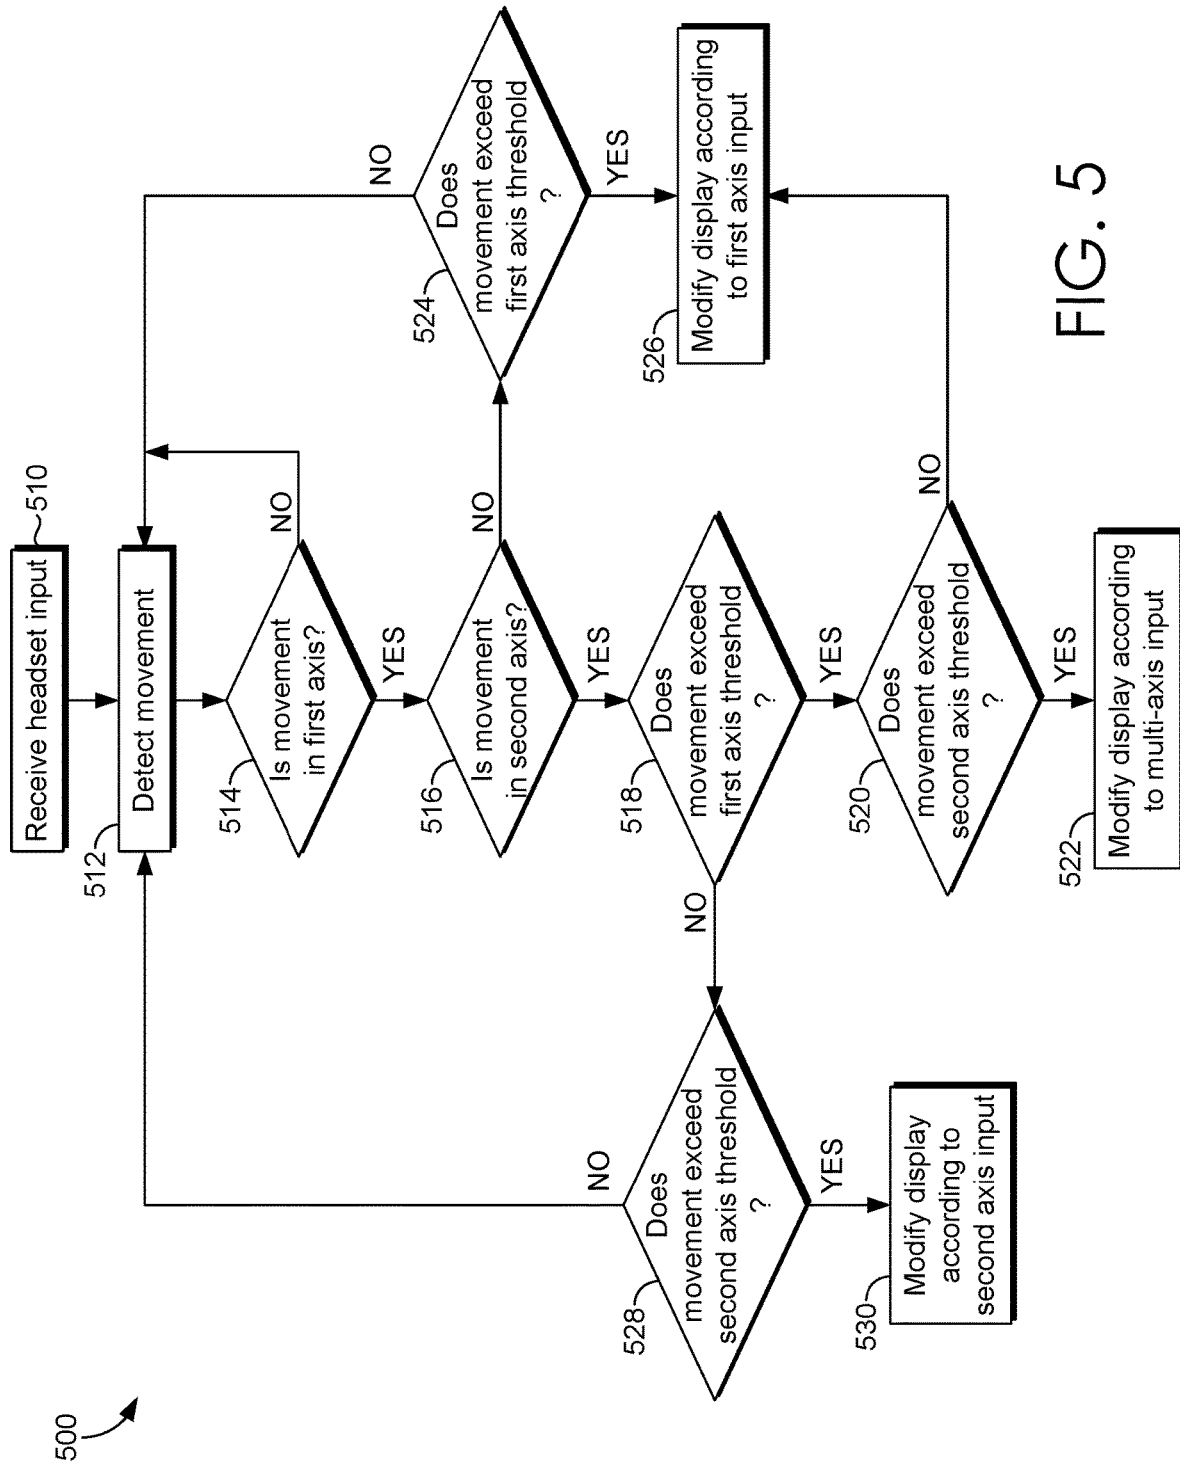 500
Receive headset input
510
512
Detect movement
514
Is movement
in first axis?
NO
YES
516
Is movement
in second axis?
NO
YES
518
Does
movement exceed
first axis threshold
?
NO
YES
520
Does
movement exceed
second axis threshold
?
NO
YES
522
Modify display according
to multi-axis input
524
Does
movement exceed
first axis threshold
?
NO
YES
526
Modify display according
to first axis input
528
Does
movement exceed
second axis threshold
?
NO
YES
530
Modify display
according to
second axis input
FIG. 5